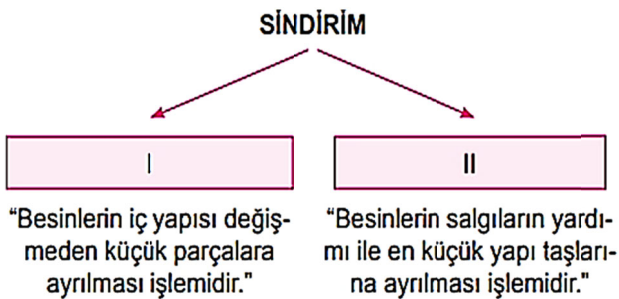 SİNDİRİM
I
II
“Besinlerin iç yapısı değiş-
meden küçük parçalara
ayrılması işlemidir."
“Besinlerin salgıların yardı-
mı ile en küçük yapı taşları-
na ayrılması işlemidir."